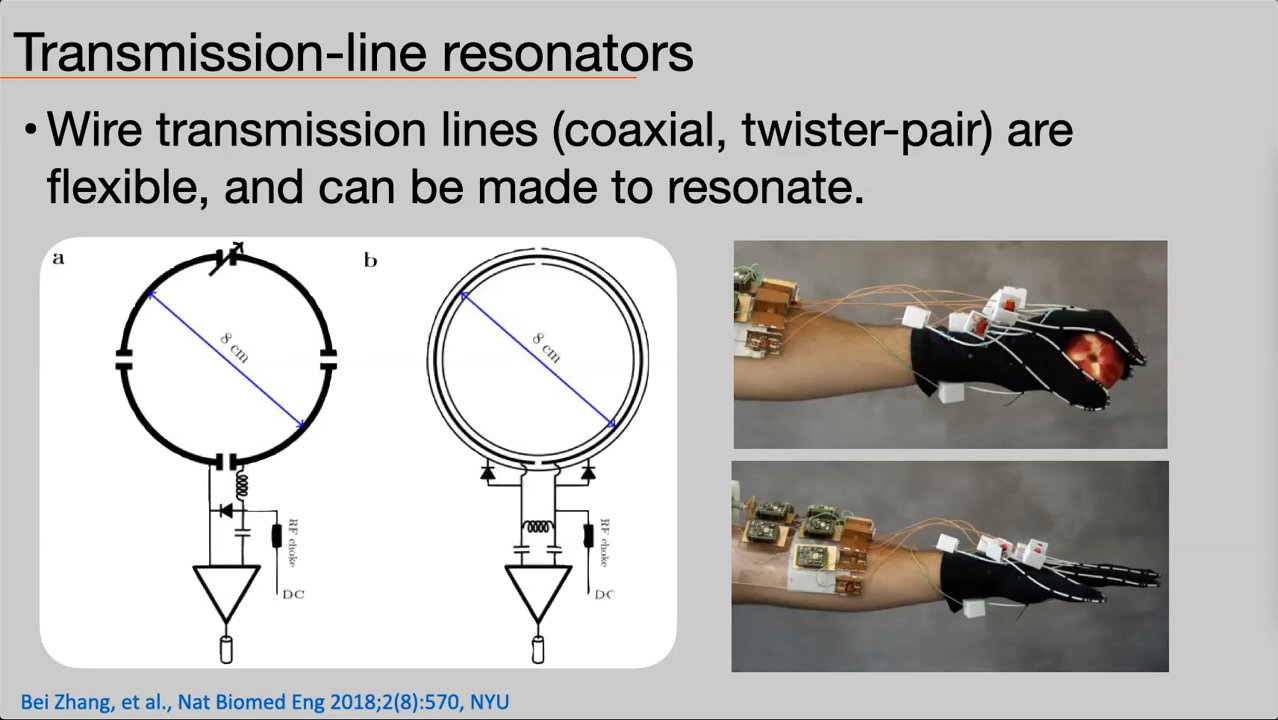 Transmission-line resonators
• Wire transmission lines (coaxial, twister-pair) are
flexible, and can be made to resonate.
a
8 cm
RF choke
DC
b
8 cm
RF choke
DC
Bei Zhang, et al., Nat Biomed Eng 2018;2(8):570, NYU